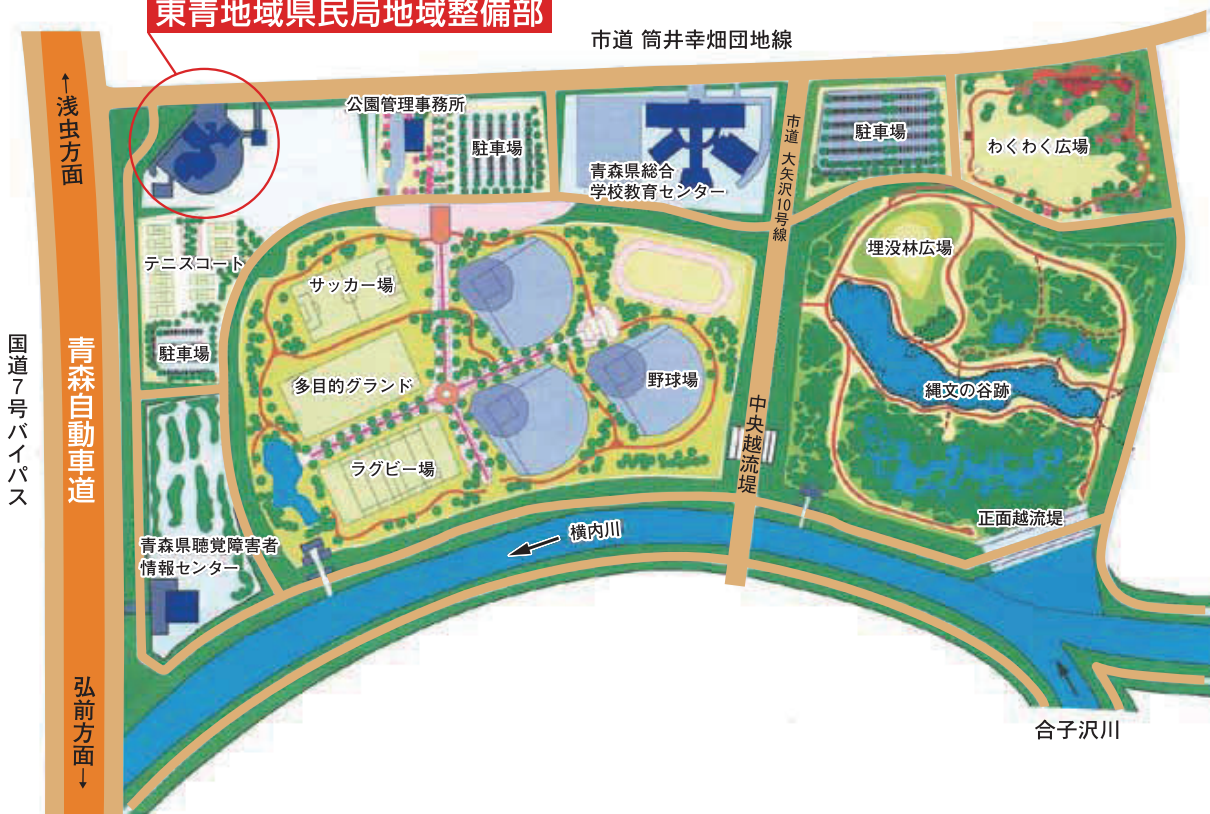 東青地域県民局地域整備部
市道 筒井幸畑団地線
↑浅虫方面
公園管理事務所
駐車場
青森県総合
学校教育センター
市道 大矢沢10号線
駐車場
わくわく広場
テニスコート
サッカー場
埋没林広場
国道7号バイパス
青森自動車道
駐車場
多目的グランド
野球場
縄文の谷跡
中央越流堤
ラグビー場
正面越流堤
青森県聴覚障害者
情報センター
横内川
弘前方面↓
合子沢川